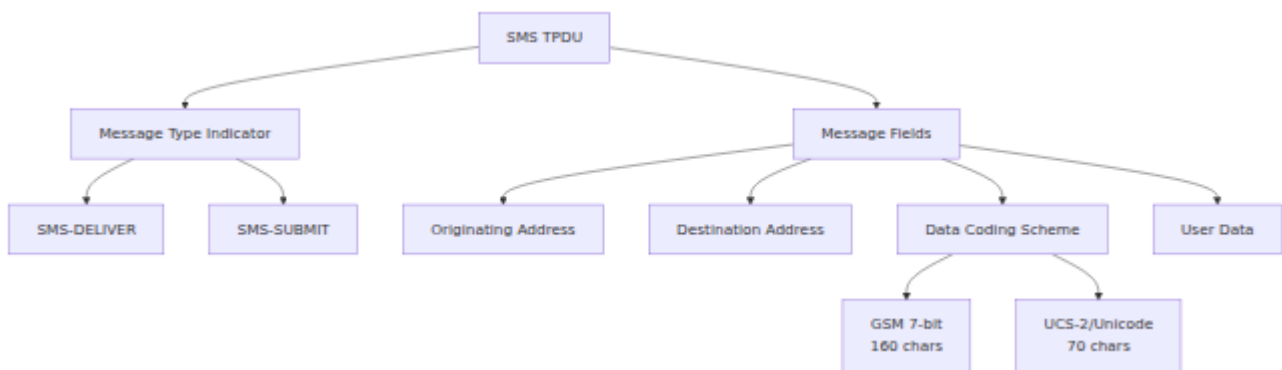 SMS TPDU
Message Type Indicator
Message Fields
SMS-DELIVER
SMS-SUBMIT
Originating Address
Destination Address
Data Coding Scheme
User Data
GSM 7-bit
160 chars
UCS-2/Unicode
70 chars